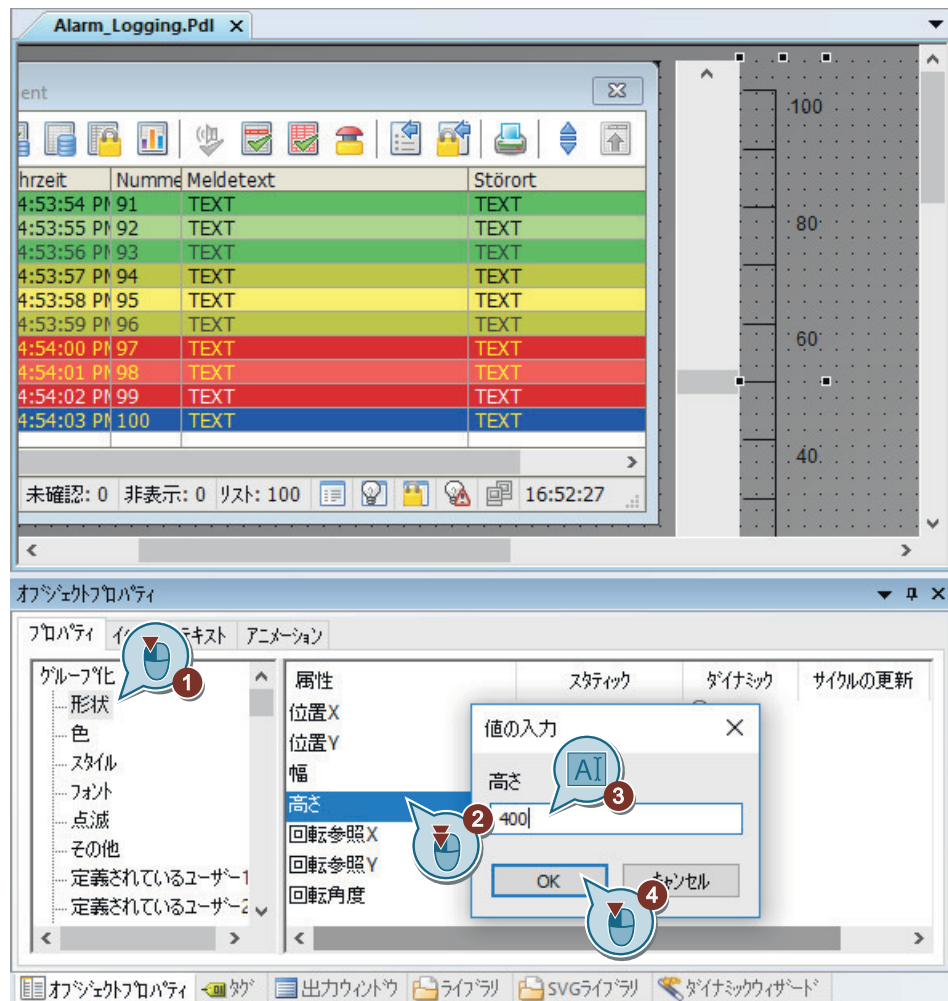 Alarm_Logging.Pdl
ent
hrzeit Numme Meldetext Störort
4:53:54 PM 91 TEXT TEXT
4:53:55 PM 92 TEXT TEXT
4:53:56 PM 93 TEXT TEXT
4:53:57 PM 94 TEXT TEXT
4:53:58 PM 95 TEXT TEXT
4:53:59 PM 96 TEXT TEXT
4:54:00 PM 97 TEXT TEXT
4:54:01 PM 98 TEXT TEXT
4:54:02 PM 99 TEXT TEXT
4:54:03 PM 100 TEXT TEXT
未確認: 0 非表示: 0 リスト: 100 16:52:27
100
80
60
40
オブジェクトプロパティ
プロパティ テキスト アニメーション
グループ化
形状
色
スタイル
フォント
点滅
その他
定義されているユーザー1
定義されているユーザー2
属性 スタティック ダイナミック サイクルの更新
位置X
位置Y
幅
高さ
回転参照X
回転参照Y
回転角度
値の入力
高さ
400
OK キャンセル
1
2
3
4
AI
オブジェクトプロパティ タグ 出力ウィンドウ ライブラリ SVGライブラリ ダイナミックウィザード